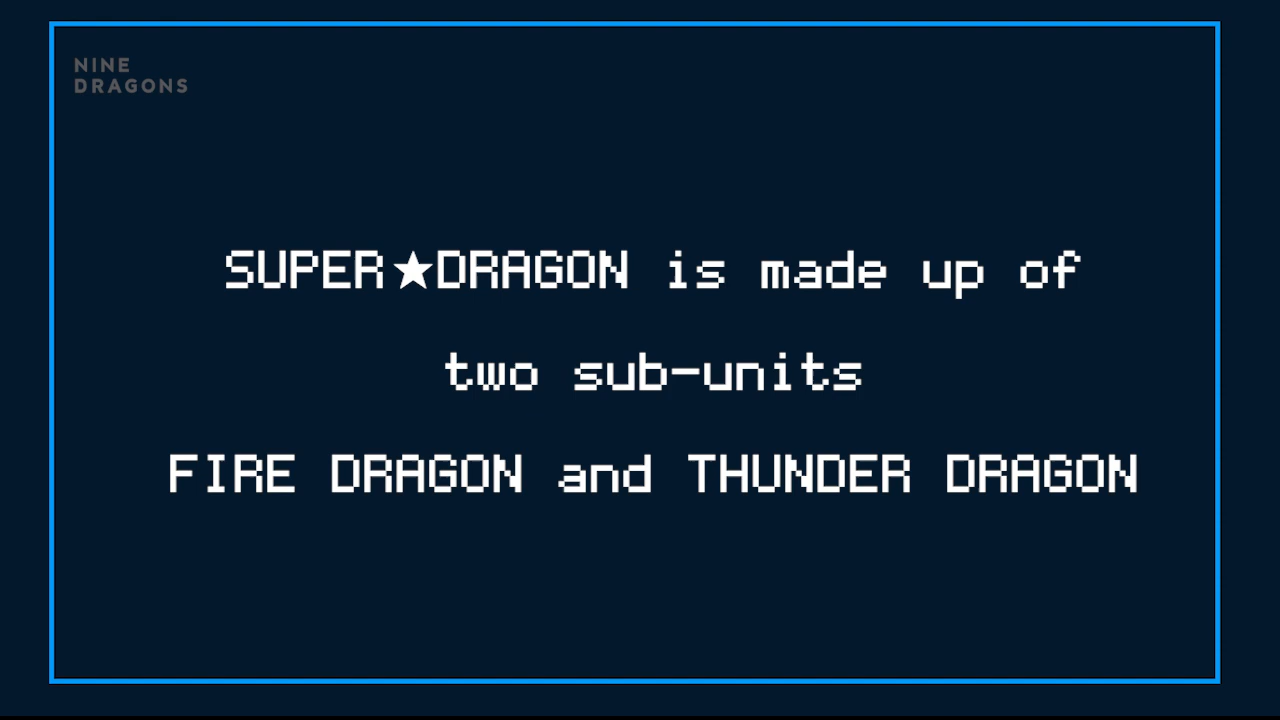 NINE
DRAGONS
SUPER★DRAGON is made up of
two sub-units
FIRE DRAGON and THUNDER DRAGON